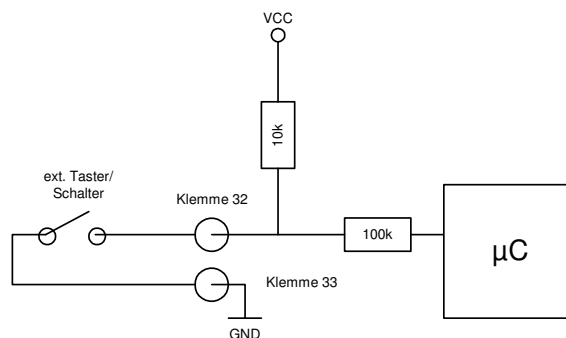 VCC
10k
ext. Taster/
Schalter
Klemme 32
100k
µC
Klemme 33
GND